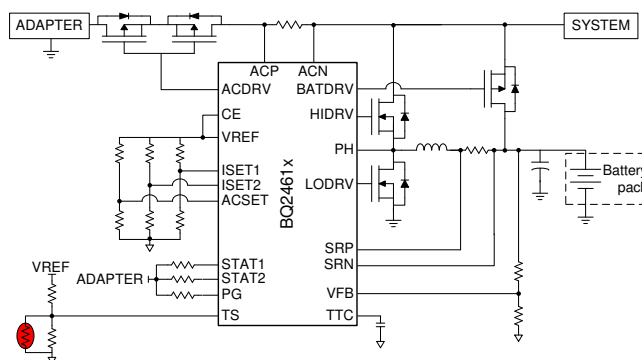 ADAPTER
SYSTEM
ACP
ACN
ACDRV
BATDRV
CE
HIDRV
VREF
PH
ISET1
ISET2
ACSET
LODRV
BQ2461x
Battery
pack
SRP
SRN
STAT1
STAT2
PG
ADAPTER
VREF
VFB
TS
TTC